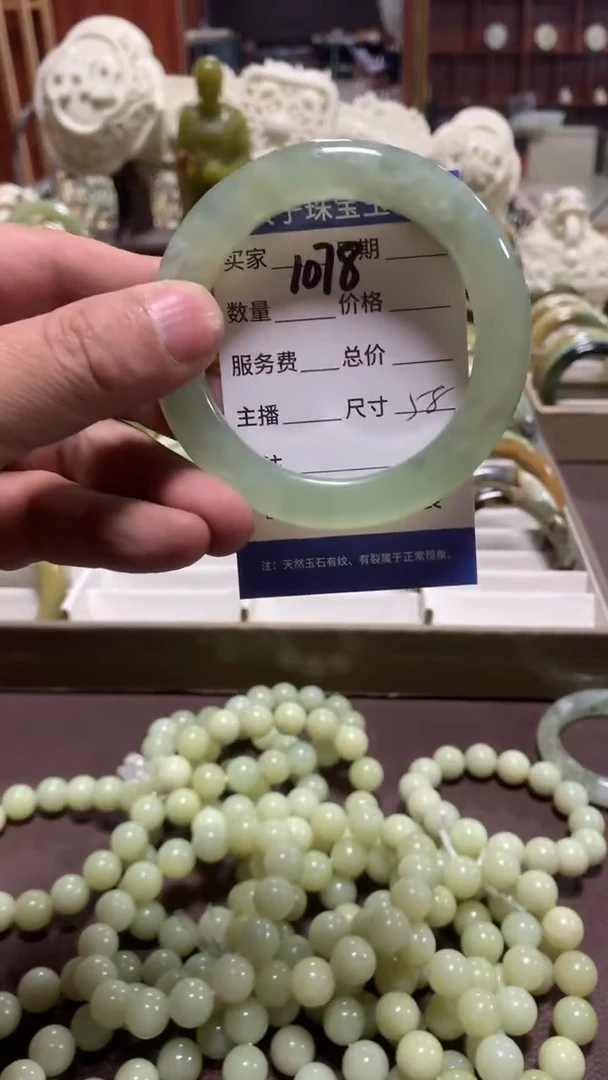 珠宝玉
买家 1078 期
数量 价格
服务费 总价
主播 尺寸 58
注：天然玉石有纹、有裂属于正常现象。